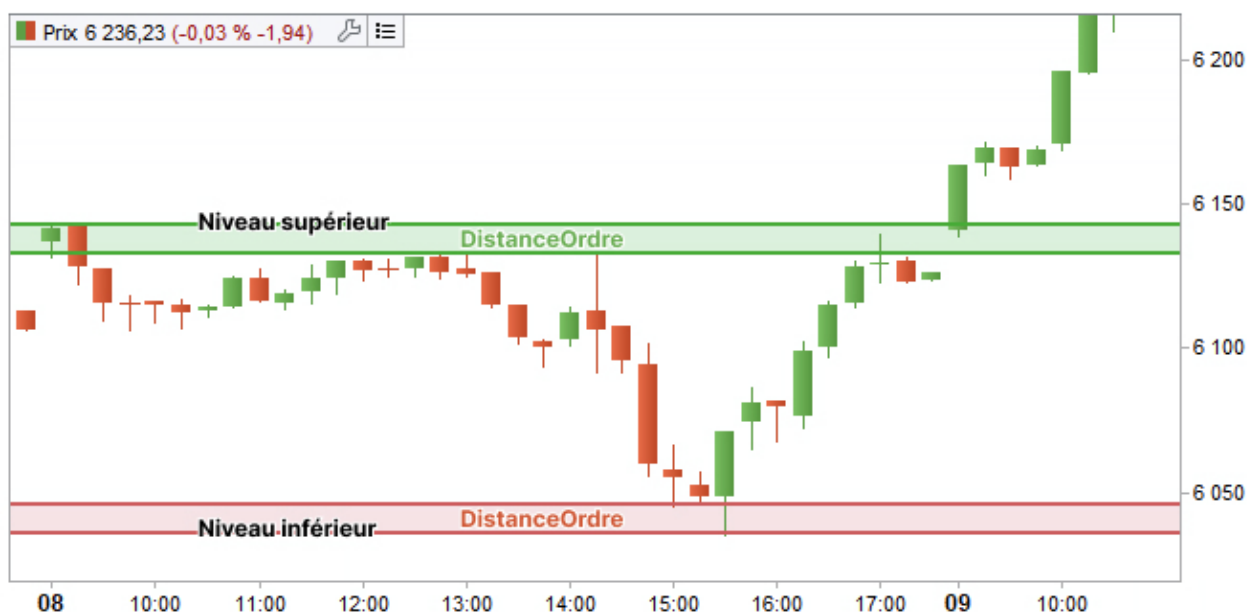 Prix 6 236,23 (-0,03 % -1,94)
6 200
6 150
Niveau supérieur
DistanceOrdre
6 100
6 050
DistanceOrdre
Niveau inférieur
08 10:00 11:00 12:00 13:00 14:00 15:00 16:00 17:00 09 10:00